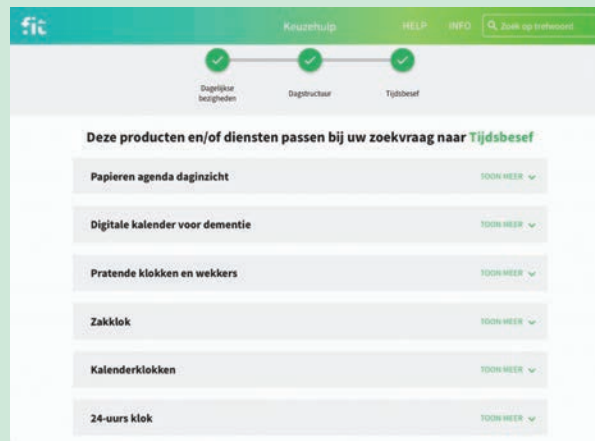 fit Keuzehulp HELP INFO Zoek op trefwoord
Dagelijkse
bezigheden
Dagstructuur
Tijdsbesef
Deze producten en/of diensten passen bij uw zoekvraag naar Tijdsbesef
Papieren agenda daginzicht TOON MEER
Digitale kalender voor dementie TOON MEER
Pratende klokken en wekkers TOON MEER
Zakklok TOON MEER
Kalenderklokken TOON MEER
24-uurs klok TOON MEER